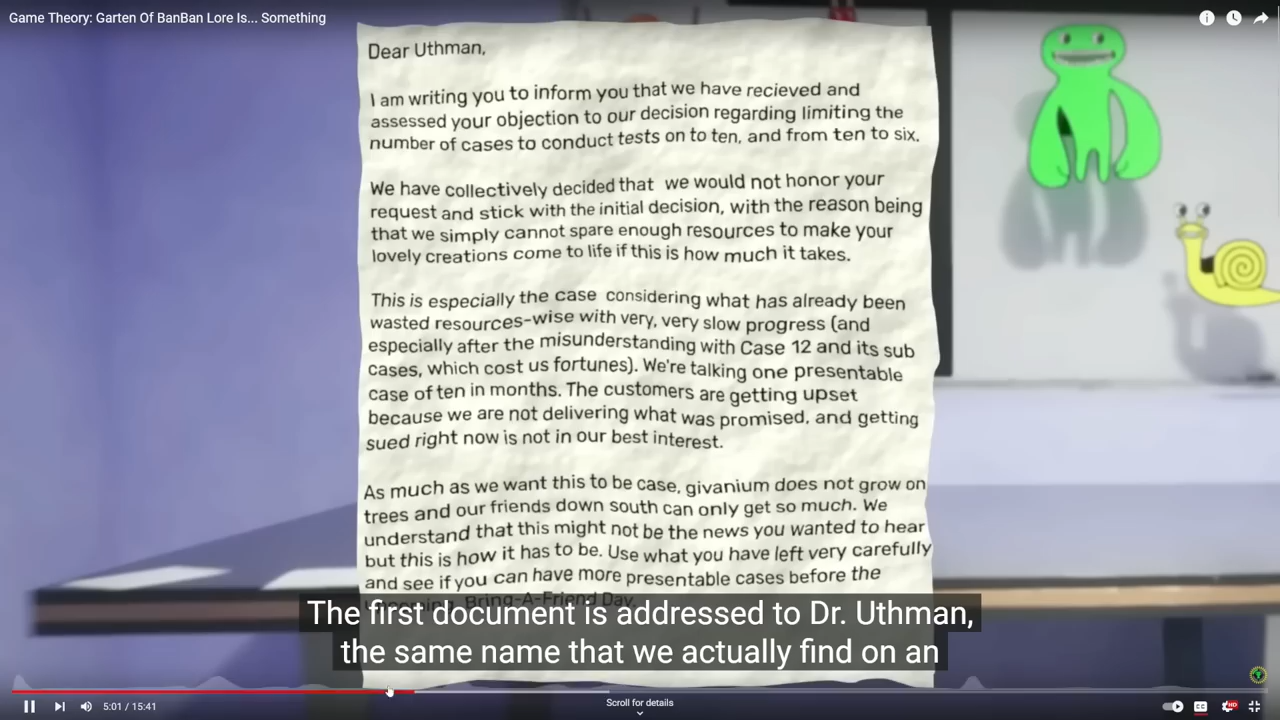 Game Theory: Garten Of BanBan Lore Is... Something
Dear Uthman,
I am writing you to inform you that we have recieved and
assessed your objection to our decision regarding limiting the
number of cases to conduct tests on to ten, and from ten to six.
We have collectively decided that we would not honor your
request and stick with the initial decision, with the reason being
that we simply cannot spare enough resources to make your
lovely creations come to life if this is how much it takes.
This is especially the case considering what has already been
wasted resources-wise with very, very slow progress (and
especially after the misunderstanding with Case 12 and its sub
cases, which cost us fortunes). We're talking one presentable
case of ten in months. The customers are getting upset
because we are not delivering what was promised, and getting
sued right now is not in our best interest.
As much as we want this to be case, givanium does not grow on
trees and our friends down south can only get so much. We
understand that this might not be the news you wanted to hear
but this is how it has to be. Use what you have left very carefully
and see if you can have more presentable cases before the
Bring-A-Friend Day.
The first document is addressed to Dr. Uthman,
the same name that we actually find on an
5:01 / 15:41
Scroll for details
CC
HD